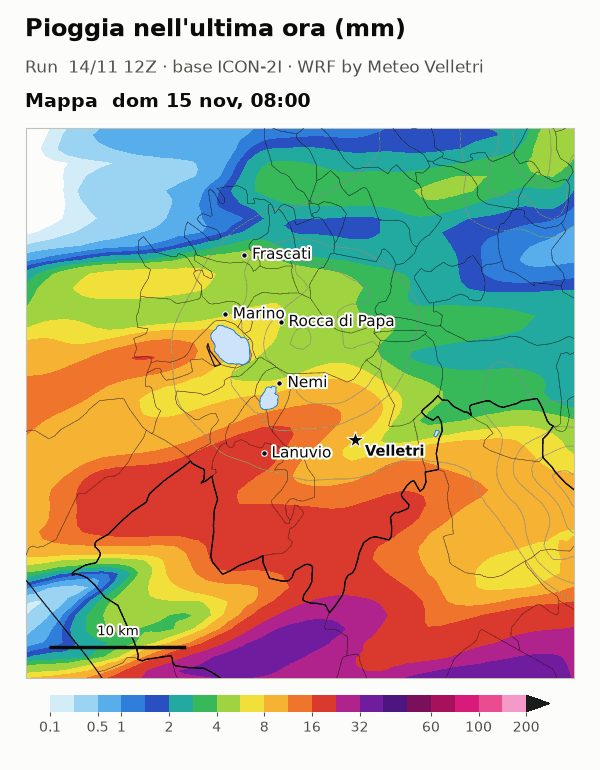 Pioggia nell'ultima ora (mm)
Run  14/11 12Z · base ICON-2I · WRF by Meteo Velletri
Mappa  dom 15 nov, 08:00
Frascati
Marino
Rocca di Papa
Nemi
Velletri
Lanuvio
10 km
0.1 0.5 1 2 4 8 16 32 60 100 200